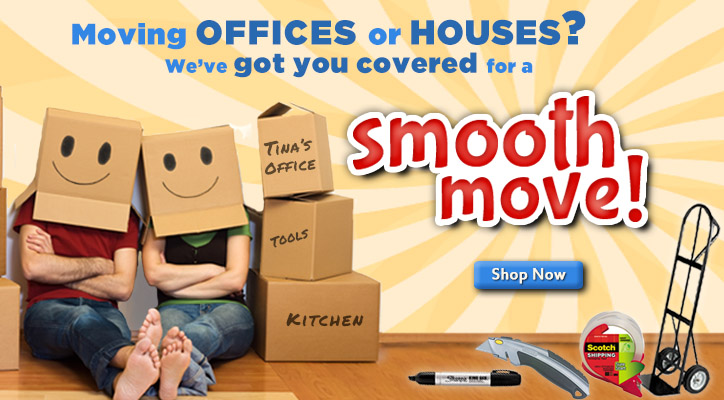 Moving OFFICES or HOUSES?
We've got you covered for a
smooth
move!
TINA'S
OFFICE
TOOLS
KITCHEN
Shop Now
Scotch
SHIPPING